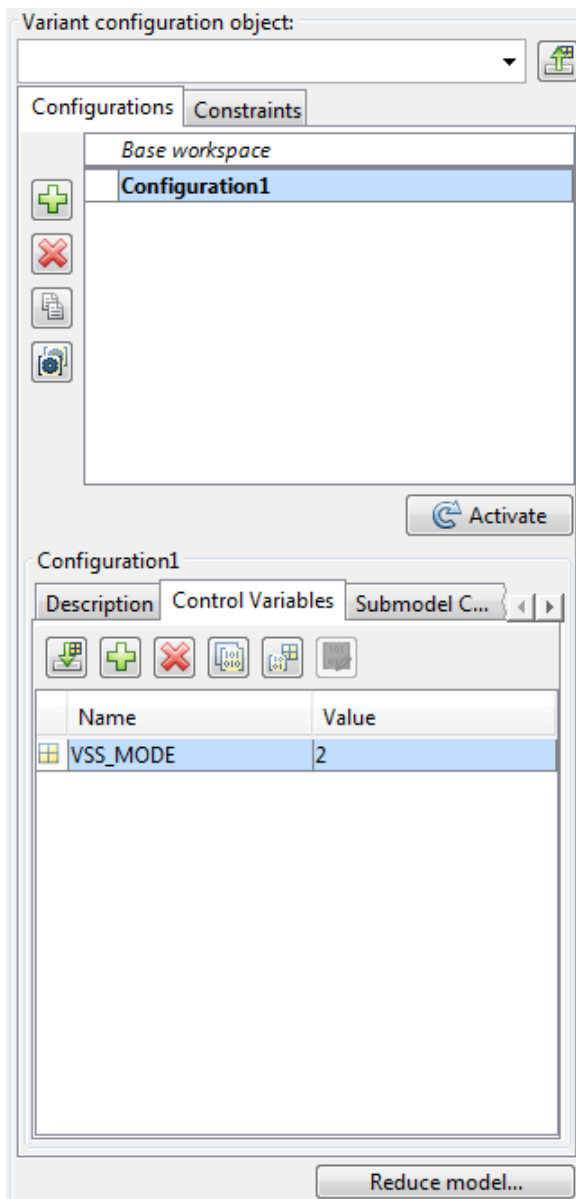 Variant configuration object:
Configurations Constraints
Base workspace
Configuration1
Activate
Configuration1
Description Control Variables Submodel C...
Name Value
VSS_MODE 2
Reduce model...